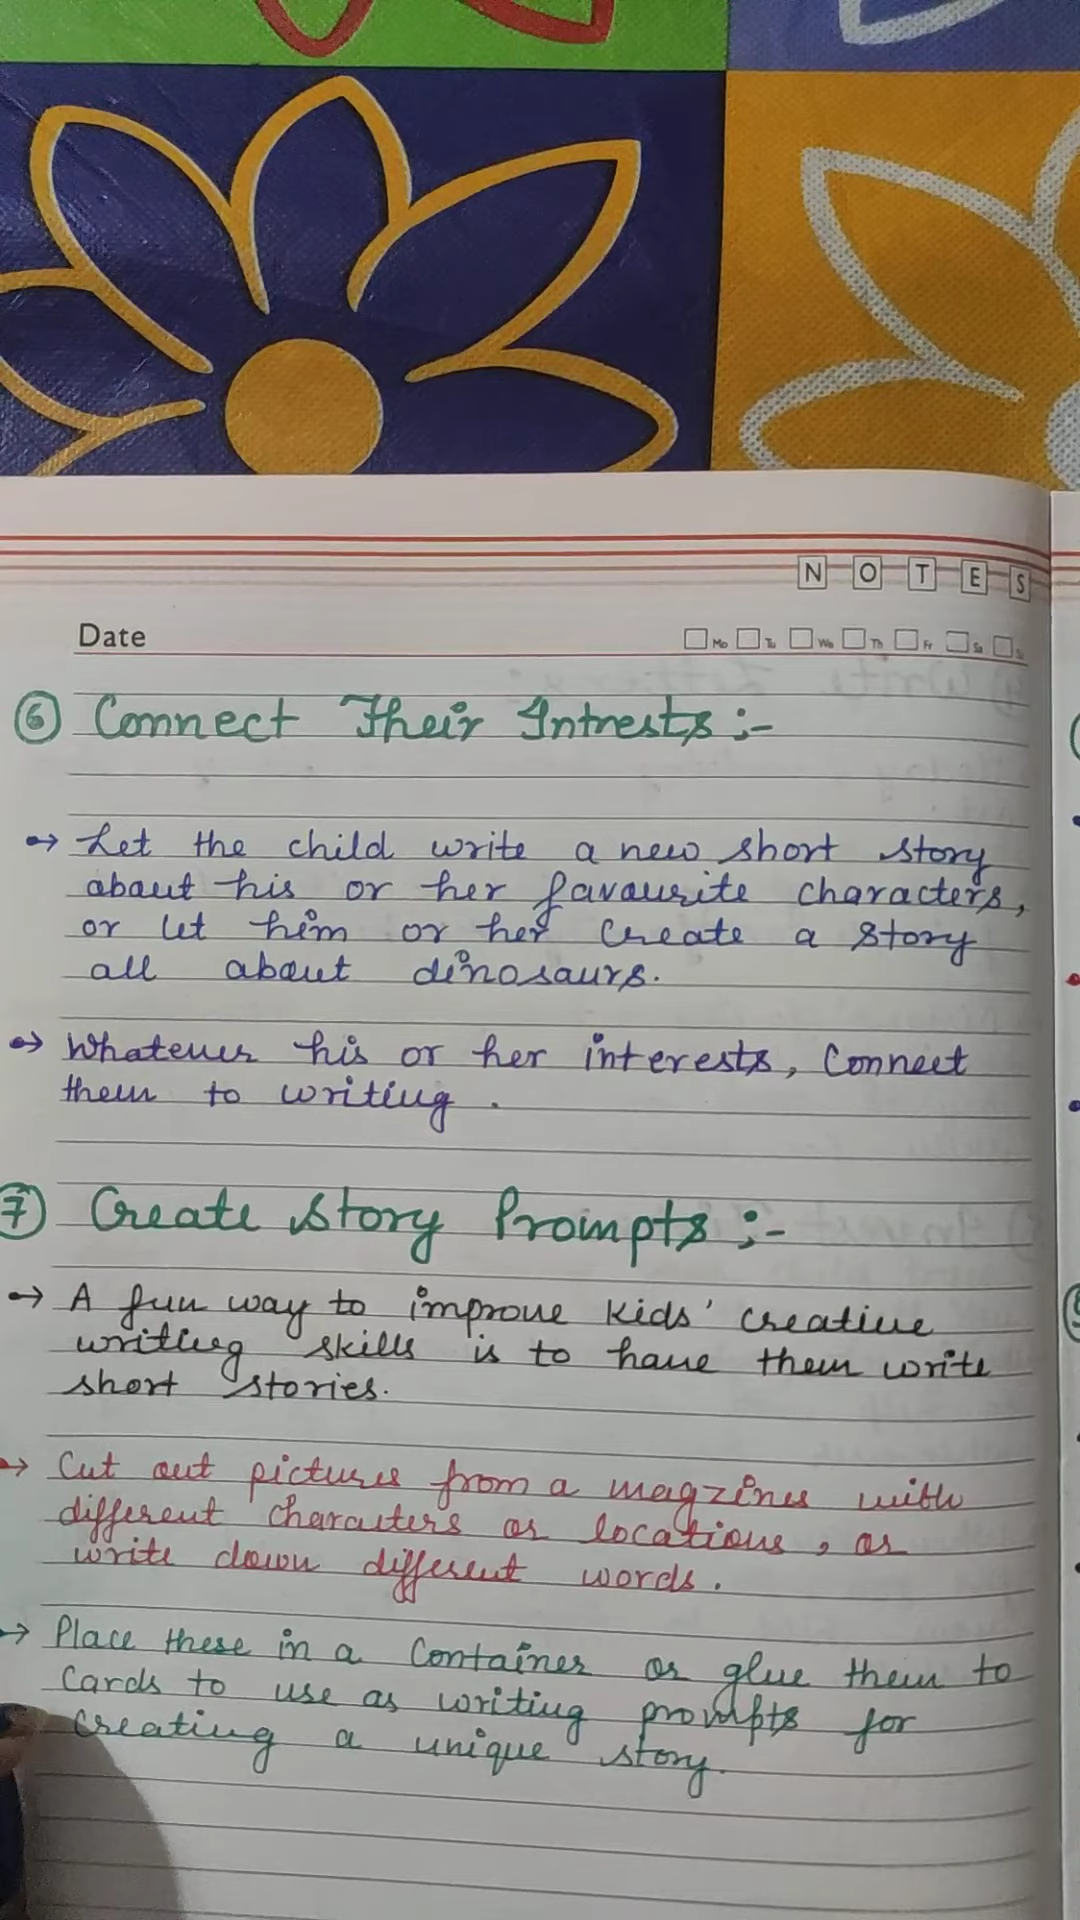 NOTES
Date Mo Tu We Th Fr Sa Su
6 Connect Their Intrests :-
→ Let the child write a new short story
about his or her favourite characters,
or let him or her create a story
all about dinosaurs.
→ Whatever his or her interests, Connect
them to writing .
7 Create Story Prompts :-
→ A fun way to improve kids' creative
writing skills is to have them write
short stories.
→ Cut out pictures from a magzines with
different characters or locations, or
write down different words.
→ Place these in a Container or glue them to
Cards to use as writing prompts for
creating a unique story.